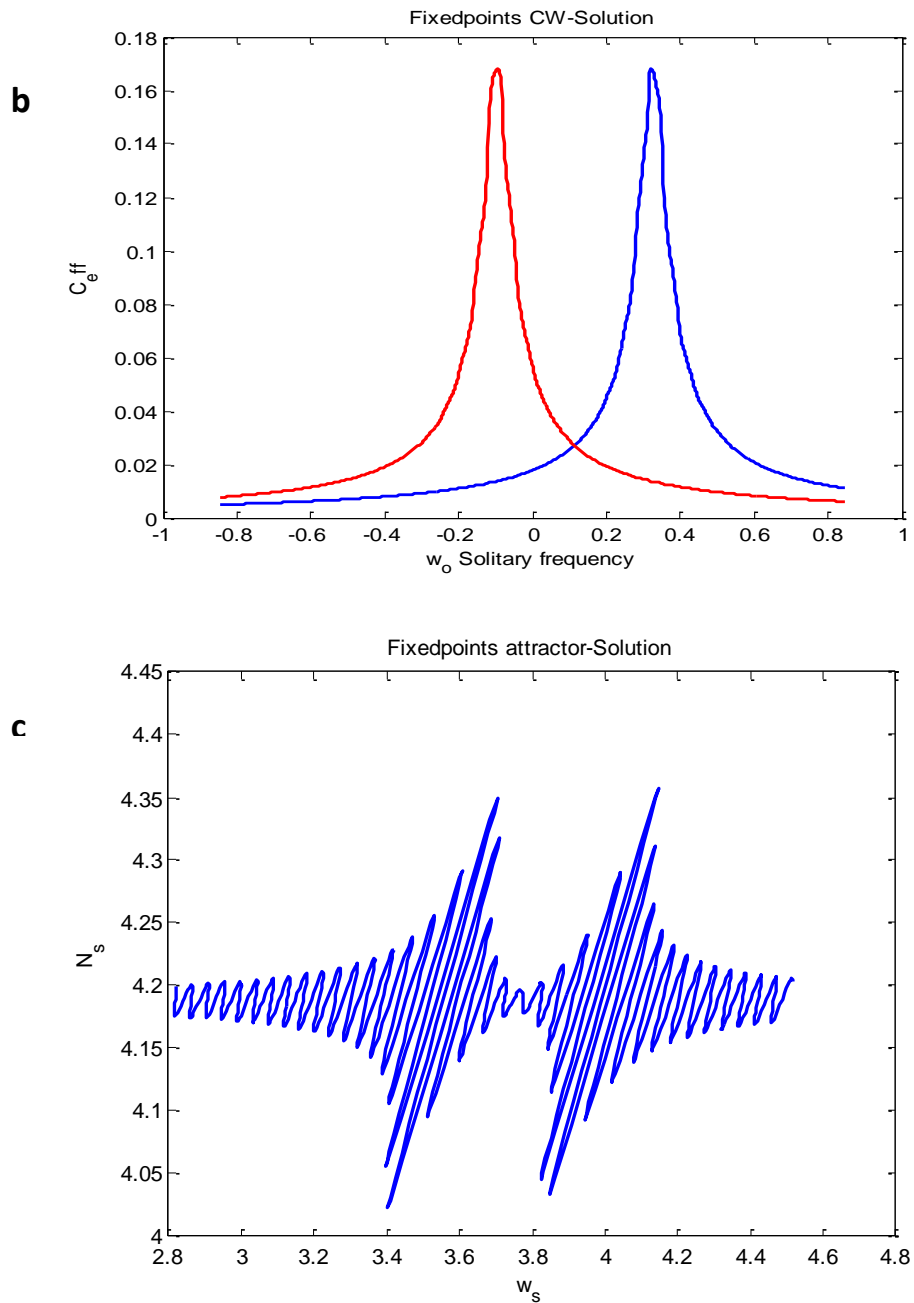 b
Fixedpoints CW-Solution
0.18
0.16
0.14
0.12
0.1
0.08
0.06
0.04
0.02
0
C_eff
-1 -0.8 -0.6 -0.4 -0.2 0 0.2 0.4 0.6 0.8 1
w_o Solitary frequency
c
Fixedpoints attractor-Solution
4.45
4.4
4.35
4.3
4.25
4.2
4.15
4.1
4.05
4
N_s
2.8 3 3.2 3.4 3.6 3.8 4 4.2 4.4 4.6 4.8
w_s